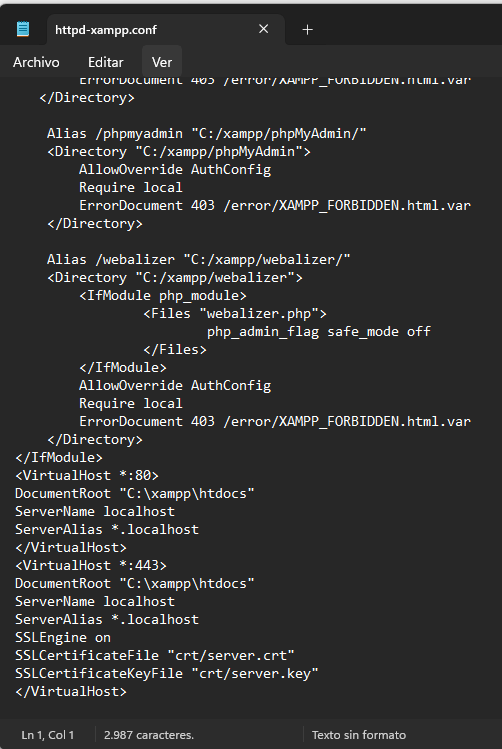 httpd-xampp.conf
Archivo Editar Ver
ErrorDocument 403 /error/XAMPP_FORBIDDEN.html.var
</Directory>
Alias /phpmyadmin "C:/xampp/phpMyAdmin/"
<Directory "C:/xampp/phpMyAdmin">
AllowOverride AuthConfig
Require local
ErrorDocument 403 /error/XAMPP_FORBIDDEN.html.var
</Directory>
Alias /webalizer "C:/xampp/webalizer/"
<Directory "C:/xampp/webalizer">
<IfModule php_module>
<Files "webalizer.php">
php_admin_flag safe_mode off
</Files>
</IfModule>
AllowOverride AuthConfig
Require local
ErrorDocument 403 /error/XAMPP_FORBIDDEN.html.var
</Directory>
</IfModule>
<VirtualHost *:80>
DocumentRoot "C:\xampp\htdocs"
ServerName localhost
ServerAlias *.localhost
</VirtualHost>
<VirtualHost *:443>
DocumentRoot "C:\xampp\htdocs"
ServerName localhost
ServerAlias *.localhost
SSLEngine on
SSLCertificateFile "crt/server.crt"
SSLCertificateKeyFile "crt/server.key"
</VirtualHost>
Ln 1, Col 1 2.987 caracteres. Texto sin formato